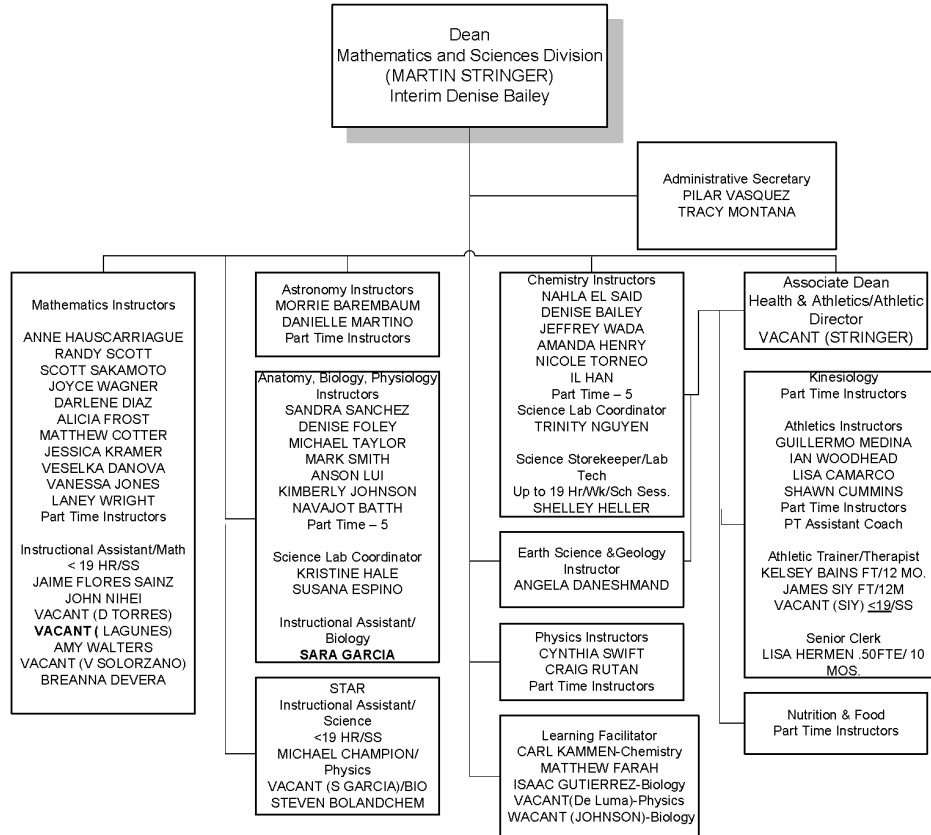 Dean
Mathematics and Sciences Division
(MARTIN STRINGER)
Interim Denise Bailey
Administrative Secretary
PILAR VASQUEZ
TRACY MONTANA
Mathematics Instructors
ANNE HAUSCARRIAGUE
RANDY SCOTT
SCOTT SAKAMOTO
JOYCE WAGNER
DARLENE DIAZ
ALICIA FROST
MATTHEW COTTER
JESSICA KRAMER
VESELKA DANOVA
VANESSA JONES
LANEY WRIGHT
Part Time Instructors
Instructional Assistant/Math
< 19 HR/SS
JAIME FLORES SAINZ
JOHN NIHEI
VACANT (D TORRES)
VACANT ( LAGUNES)
AMY WALTERS
VACANT (V SOLORZANO)
BREANNA DEVERA
Astronomy Instructors
MORRIE BAREMBAUM
DANIELLE MARTINO
Part Time Instructors
Anatomy, Biology, Physiology
Instructors
SANDRA SANCHEZ
DENISE FOLEY
MICHAEL TAYLOR
MARK SMITH
ANSON LUI
KIMBERLY JOHNSON
NAVAJOT BATTH
Part Time – 5
Science Lab Coordinator
KRISTINE HALE
SUSANA ESPINO
Instructional Assistant/
Biology
SARA GARCIA
STAR
Instructional Assistant/
Science
<19 HR/SS
MICHAEL CHAMPION/
Physics
VACANT (S GARCIA)/BIO
STEVEN BOLANDCHEM
Chemistry Instructors
NAHLA EL SAID
DENISE BAILEY
JEFFREY WADA
AMANDA HENRY
NICOLE TORNEO
IL HAN
Part Time – 5
Science Lab Coordinator
TRINITY NGUYEN
Science Storekeeper/Lab
Tech
Up to 19 Hr/Wk/Sch Sess.
SHELLEY HELLER
Earth Science &Geology
Instructor
ANGELA DANESHMAND
Physics Instructors
CYNTHIA SWIFT
CRAIG RUTAN
Part Time Instructors
Learning Facilitator
CARL KAMMEN-Chemistry
MATTHEW FARAH
ISAAC GUTIERREZ-Biology
VACANT(De Luma)-Physics
WACANT (JOHNSON)-Biology
Associate Dean
Health & Athletics/Athletic
Director
VACANT (STRINGER)
Kinesiology
Part Time Instructors
Athletics Instructors
GUILLERMO MEDINA
IAN WOODHEAD
LISA CAMARCO
SHAWN CUMMINS
Part Time Instructors
PT Assistant Coach
Athletic Trainer/Therapist
KELSEY BAINS FT/12 MO.
JAMES SIY FT/12M
VACANT (SIY) <19/SS
Senior Clerk
LISA HERMEN .50FTE/ 10
MOS.
Nutrition & Food
Part Time Instructors